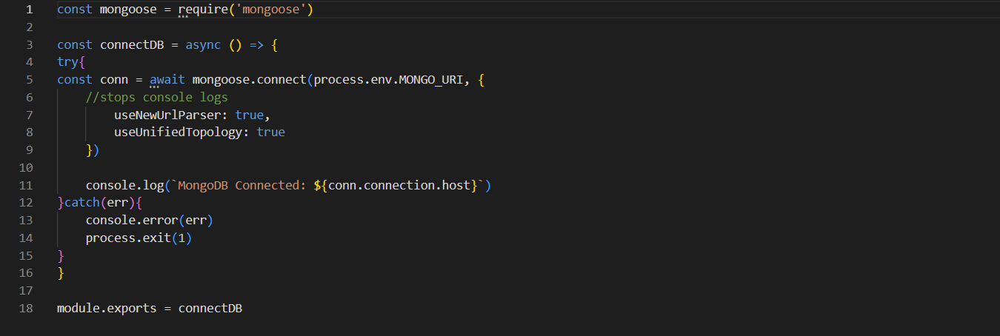 1 const mongoose = require('mongoose')
2
3 const connectDB = async () => {
4 try{
5 const conn = await mongoose.connect(process.env.MONGO_URI, {
6     //stops console logs
7         useNewUrlParser: true,
8         useUnifiedTopology: true
9     })
10
11     console.log(`MongoDB Connected: ${conn.connection.host}`)
12 }catch(err){
13     console.error(err)
14     process.exit(1)
15 }
16 }
17
18 module.exports = connectDB